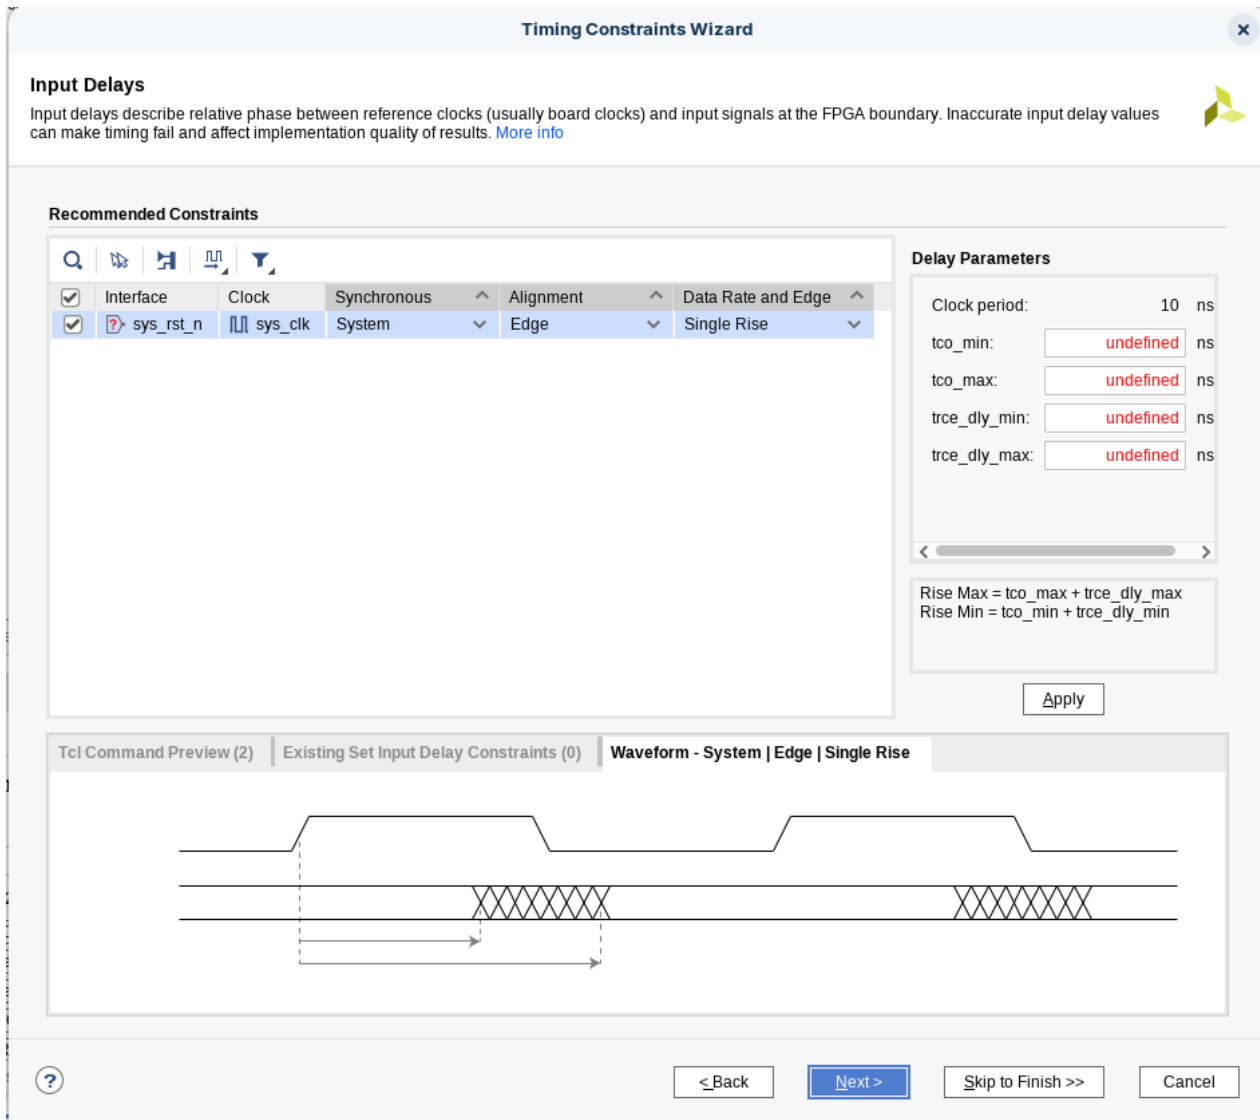 Timing Constraints Wizard
Input Delays
Input delays describe relative phase between reference clocks (usually board clocks) and input signals at the FPGA boundary. Inaccurate input delay values
can make timing fail and affect implementation quality of results. More info
Recommended Constraints
Interface Clock Synchronous Alignment Data Rate and Edge
sys_rst_n sys_clk System Edge Single Rise
Delay Parameters
Clock period: 10 ns
tco_min: undefined ns
tco_max: undefined ns
trce_dly_min: undefined ns
trce_dly_max: undefined ns
Rise Max = tco_max + trce_dly_max
Rise Min = tco_min + trce_dly_min
Apply
Tcl Command Preview (2) Existing Set Input Delay Constraints (0) Waveform - System | Edge | Single Rise
? < Back Next > Skip to Finish >> Cancel